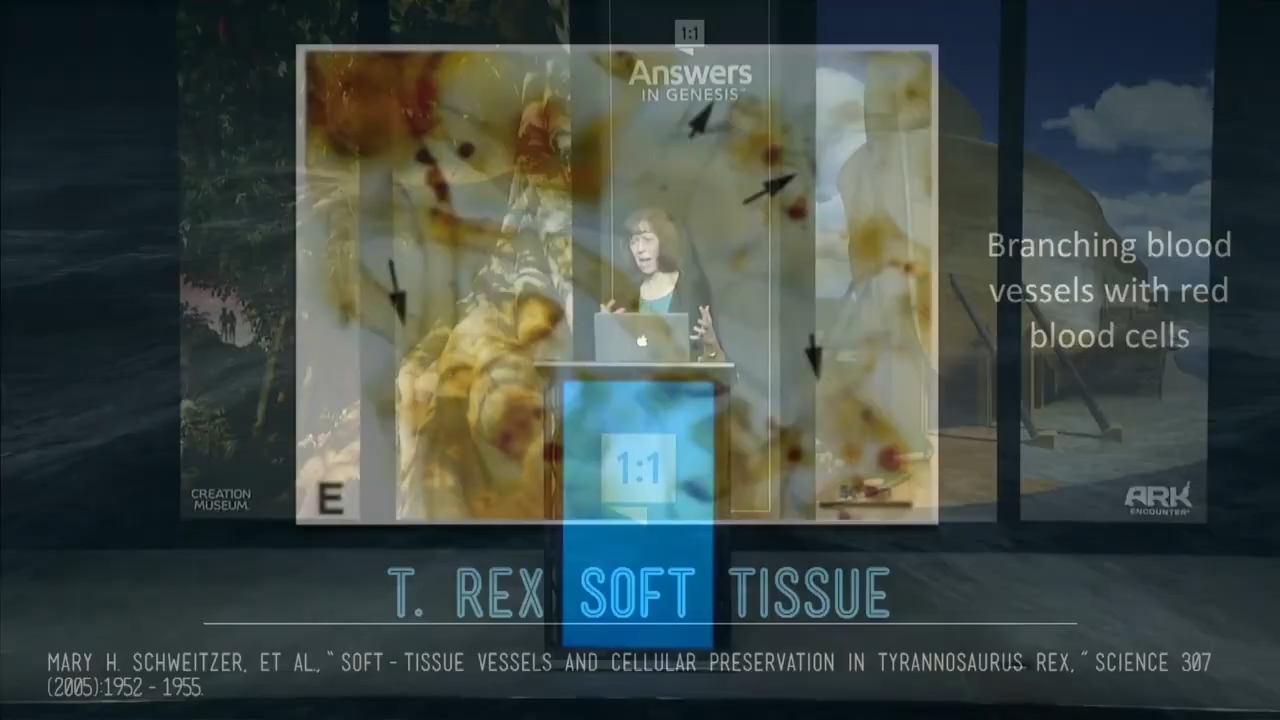 1:1
Answers
IN GENESIS™
Branching blood
vessels with red
blood cells
1:1
CREATION
MUSEUM
E
ARK
ENCOUNTER
T. REX SOFT TISSUE
MARY H. SCHWEITZER, ET AL., “ SOFT - TISSUE VESSELS AND CELLULAR PRESERVATION IN TYRANNOSAURUS REX, ” SCIENCE 307
(2005):1952 - 1955.